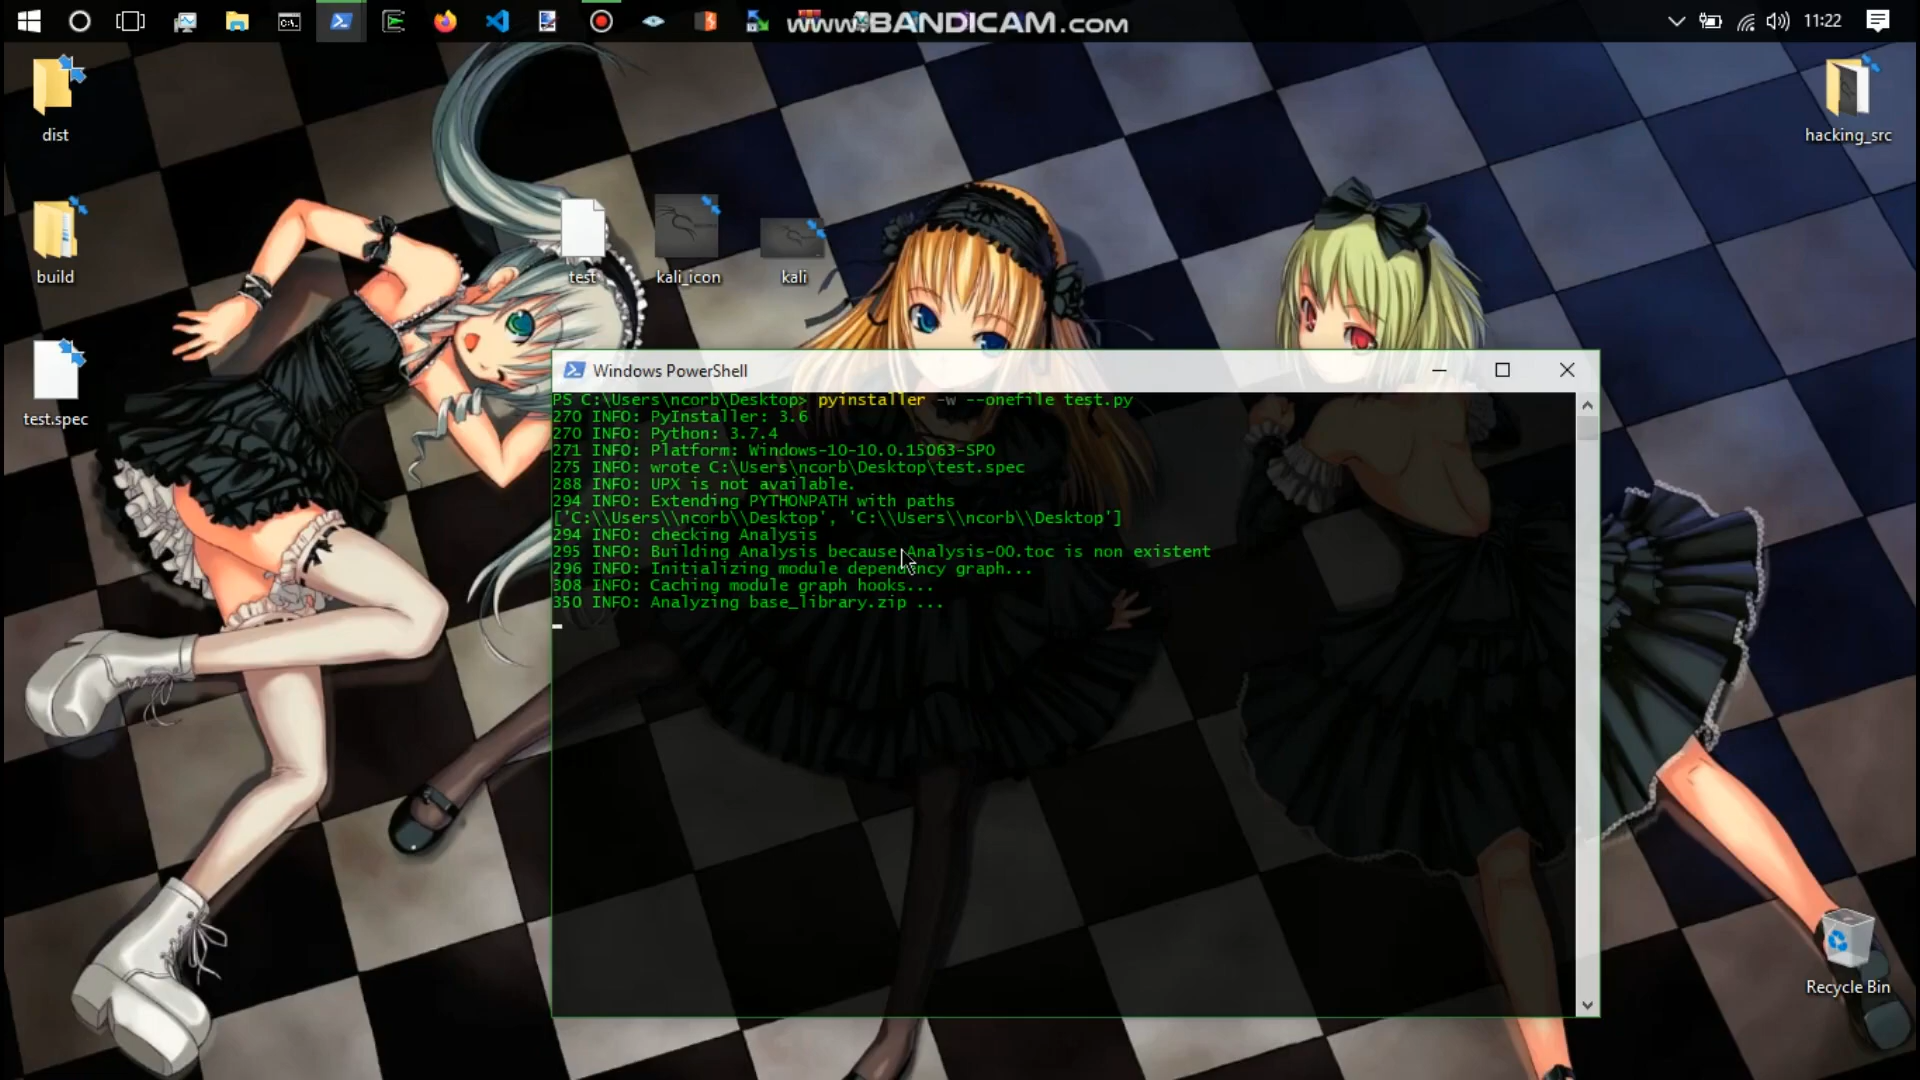 www.BANDICAM.com
11:22
dist
hacking_src
build
test
kali_icon
kali
test.spec
Windows PowerShell
PS C:\Users\ncorb\Desktop> pyinstaller -w --onefile test.py
270 INFO: PyInstaller: 3.6
270 INFO: Python: 3.7.4
271 INFO: Platform: Windows-10-10.0.15063-SP0
275 INFO: wrote C:\Users\ncorb\Desktop\test.spec
288 INFO: UPX is not available.
294 INFO: Extending PYTHONPATH with paths
['C:\\Users\\ncorb\\Desktop', 'C:\\Users\\ncorb\\Desktop']
294 INFO: checking Analysis
295 INFO: Building Analysis because Analysis-00.toc is non existent
296 INFO: Initializing module dependency graph...
308 INFO: Caching module graph hooks...
350 INFO: Analyzing base_library.zip ...
Recycle Bin